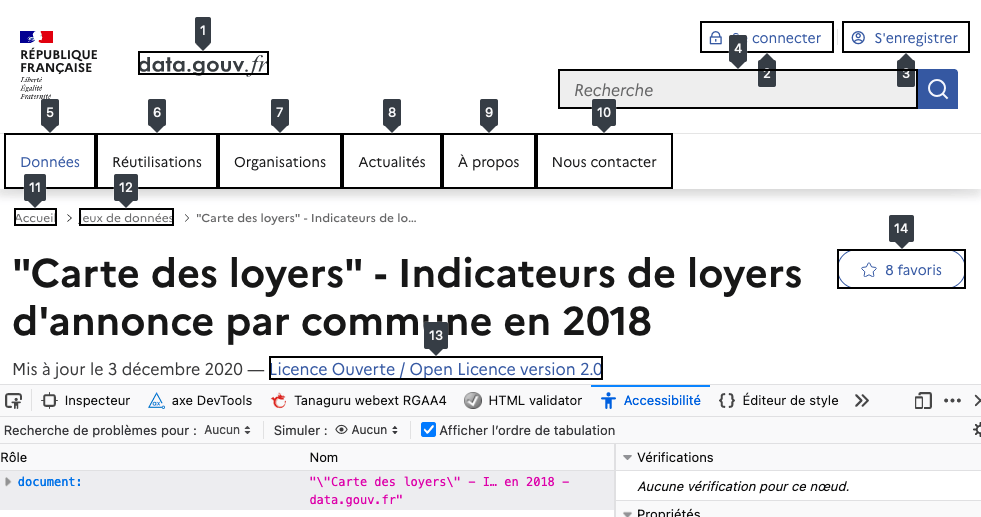 1
RÉPUBLIQUE
FRANÇAISE
Liberté
Égalité
Fraternité
data.gouv.fr
Se connecter
S'enregistrer
4
2
3
Recherche
5
6
7
8
9
10
Données
Réutilisations
Organisations
Actualités
À propos
Nous contacter
11
12
Accueil
Jeux de données
"Carte des loyers" - Indicateurs de lo...
14
"Carte des loyers" - Indicateurs de loyers
d'annonce par commune en 2018
8 favoris
13
Mis à jour le 3 décembre 2020 — Licence Ouverte / Open Licence version 2.0
Inspecteur
axe DevTools
Tanaguru webext RGAA4
HTML validator
Accessibilité
Éditeur de style
Recherche de problèmes pour :
Aucun
Simuler :
Aucun
Afficher l'ordre de tabulation
Rôle
Nom
Vérifications
document:
"\"Carte des loyers\" - I… en 2018 -
data.gouv.fr"
Aucune vérification pour ce nœud.
Propriétés